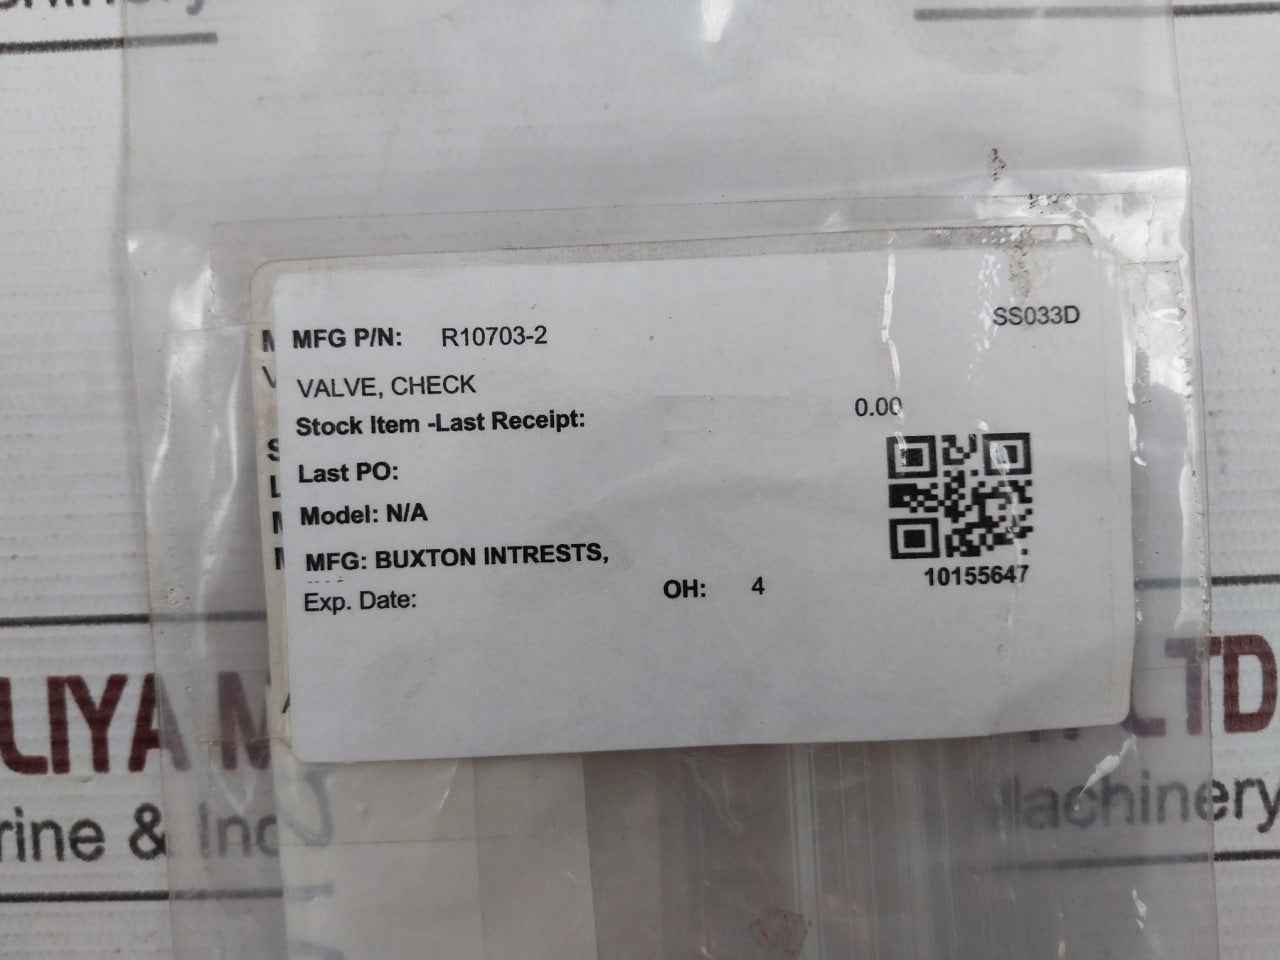 MFG P/N: R10703-2 SS033D
VALVE, CHECK
0.00
Stock Item -Last Receipt:
Last PO:
Model: N/A
MFG: BUXTON INTRESTS,
10155647
Exp. Date: OH: 4
LIYA M LTD
rine & Ind Machinery